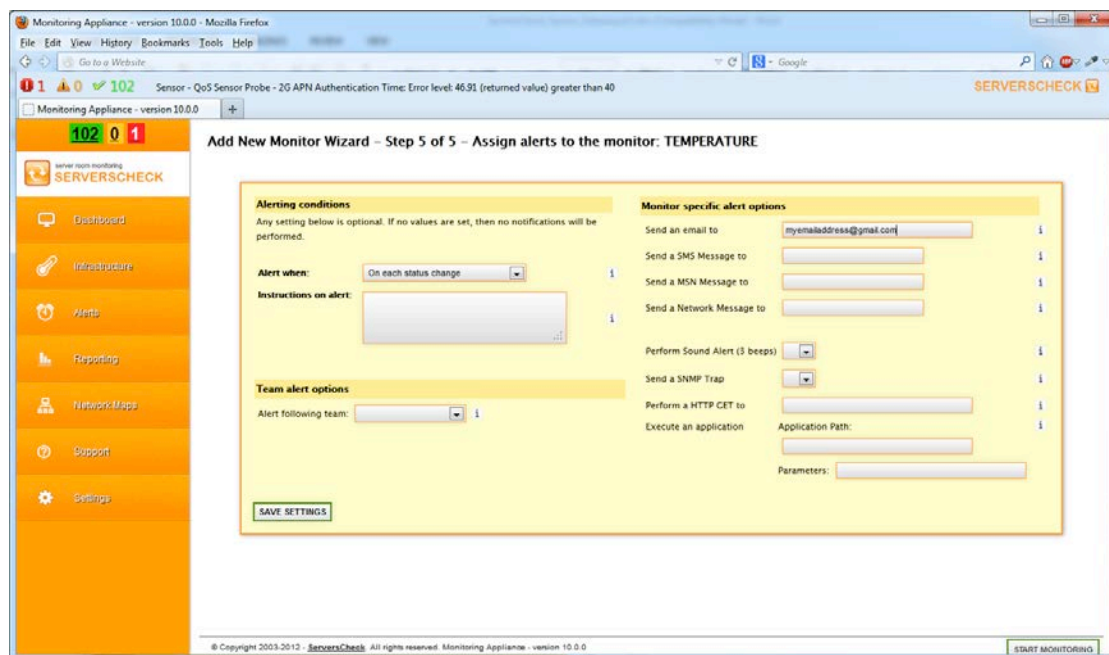 Monitoring Appliance - version 10.0.0 - Mozilla Firefox
File Edit View History Bookmarks Tools Help
Go to a Website
Google
1 0 102 Sensor - QoS Sensor Probe - 2G APN Authentication Time: Error level: 46.91 (returned value) greater than 40
SERVERSCHECK
Monitoring Appliance - version 10.0.0
102 0 1
server room monitoring
SERVERSCHECK
Dashboard
Infrastructure
Alerts
Reporting
Network Maps
Support
Settings
Add New Monitor Wizard – Step 5 of 5 – Assign alerts to the monitor: TEMPERATURE
Alerting conditions
Any setting below is optional. If no values are set, then no notifications will be
performed.
Alert when: On each status change i
Instructions on alert: i
Team alert options
Alert following team: i
SAVE SETTINGS
Monitor specific alert options
Send an email to myemailaddress@gmail.com i
Send a SMS Message to i
Send a MSN Message to i
Send a Network Message to i
Perform Sound Alert (3 beeps) i
Send a SNMP Trap i
Perform a HTTP GET to i
Execute an application Application Path: i
Parameters:
© Copyright 2003-2012 - ServersCheck. All rights reserved. Monitoring Appliance - version 10.0.0
START MONITORING